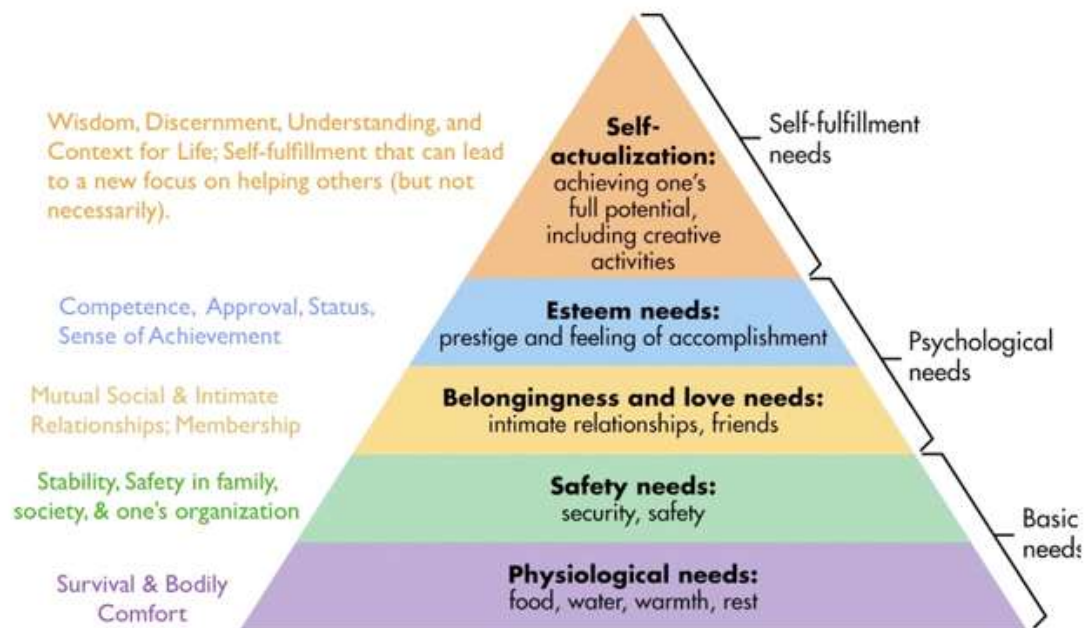 Wisdom, Discernment, Understanding, and
Context for Life; Self-fulfillment that can lead
to a new focus on helping others (but not
necessarily).
Self-
actualization:
achieving one's
full potential,
including creative
activities
Self-fulfillment
needs
Competence, Approval, Status,
Sense of Achievement
Esteem needs:
prestige and feeling of accomplishment
Psychological
needs
Mutual Social & Intimate
Relationships; Membership
Belongingness and love needs:
intimate relationships, friends
Stability, Safety in family,
society, & one's organization
Safety needs:
security, safety
Basic
needs
Survival & Bodily
Comfort
Physiological needs:
food, water, warmth, rest